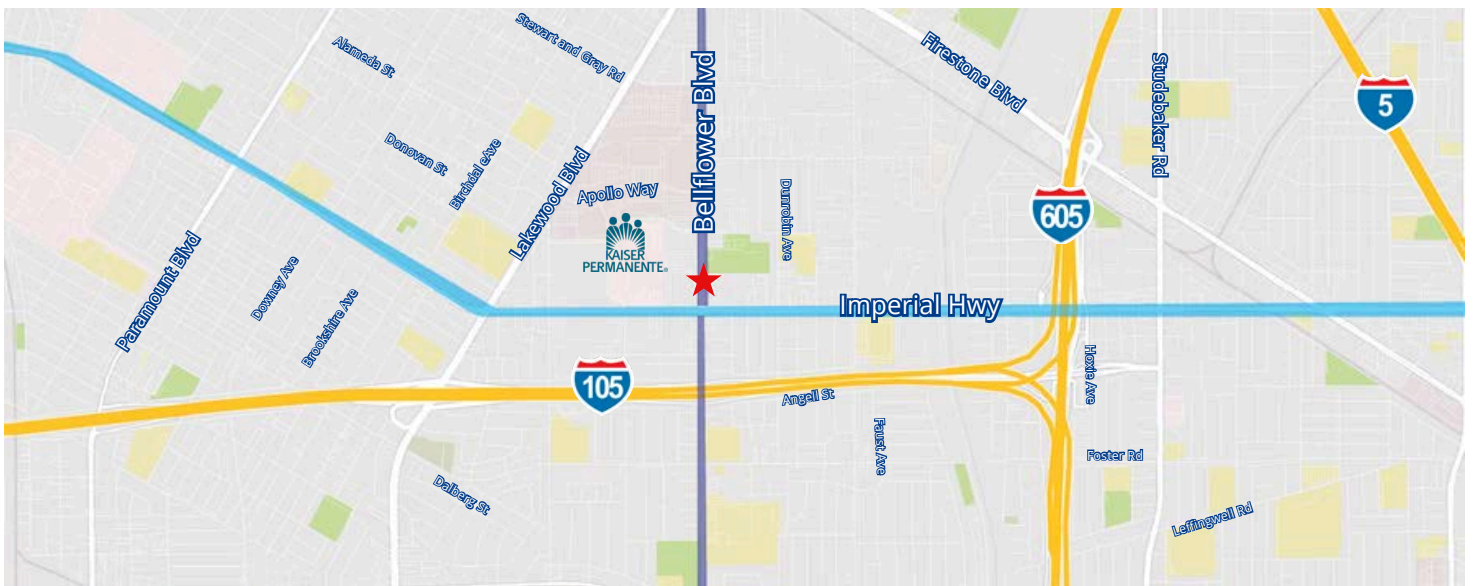 Stewart and Gray Rd
Alameda St
Firestone Blvd
Bellflower Blvd
Studebaker Rd
5
Donovan St
Birchdal eAve
Lakewood Blvd
Apollo Way
Dunrobin Ave
605
KAISER
PERMANENTE®
Paramount Blvd
Downey Ave
Brookshire Ave
Imperial Hwy
105
Angell St
Hoxie Ave
Faust Ave
Foster Rd
Dalberg St
Leffingwell Rd